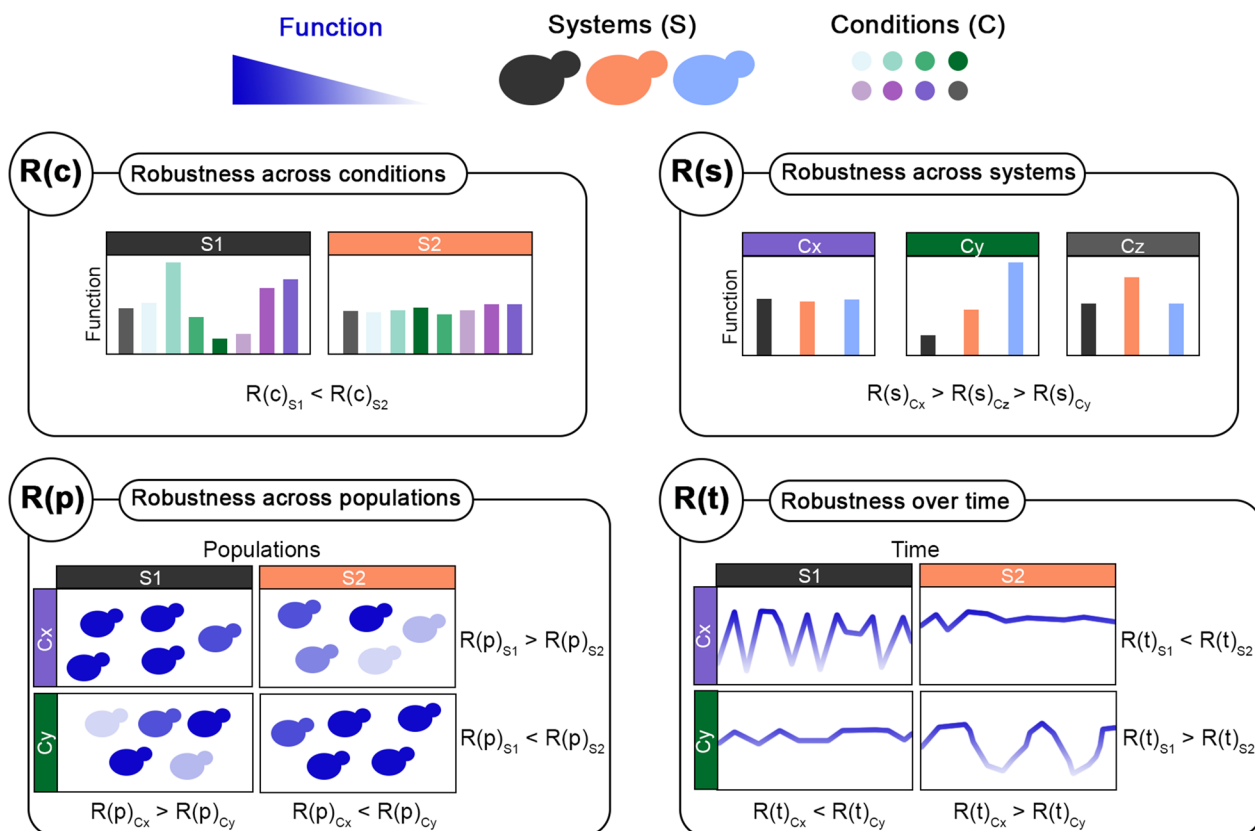 Function
Systems (S)
Conditions (C)
R(c)
Robustness across conditions
S1
S2
Function
R(c)S1 < R(c)S2
R(s)
Robustness across systems
Cx
Cy
Cz
Function
R(s)Cx > R(s)Cz > R(s)Cy
R(p)
Robustness across populations
Populations
S1
S2
Cx
R(p)S1 > R(p)S2
Cy
R(p)S1 < R(p)S2
R(p)Cx > R(p)Cy
R(p)Cx < R(p)Cy
R(t)
Robustness over time
Time
S1
S2
Cx
R(t)S1 < R(t)S2
Cy
R(t)S1 > R(t)S2
R(t)Cx < R(t)Cy
R(t)Cx > R(t)Cy